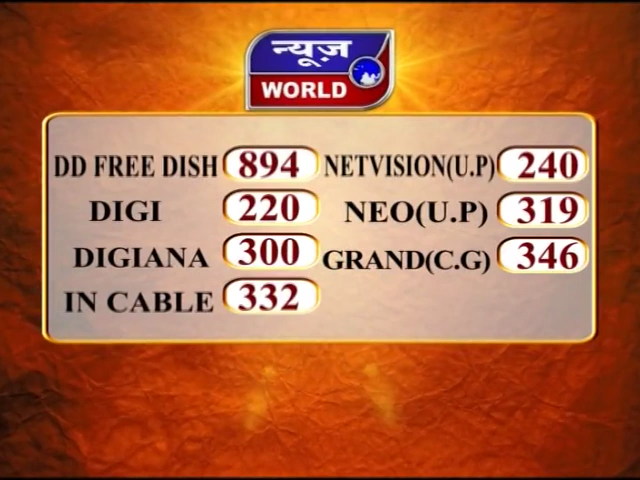 न्यूज़
WORLD
DD FREE DISH 894 NETVISION(U.P) 240
DIGI 220 NEO(U.P) 319
DIGIANA 300 GRAND(C.G) 346
IN CABLE 332